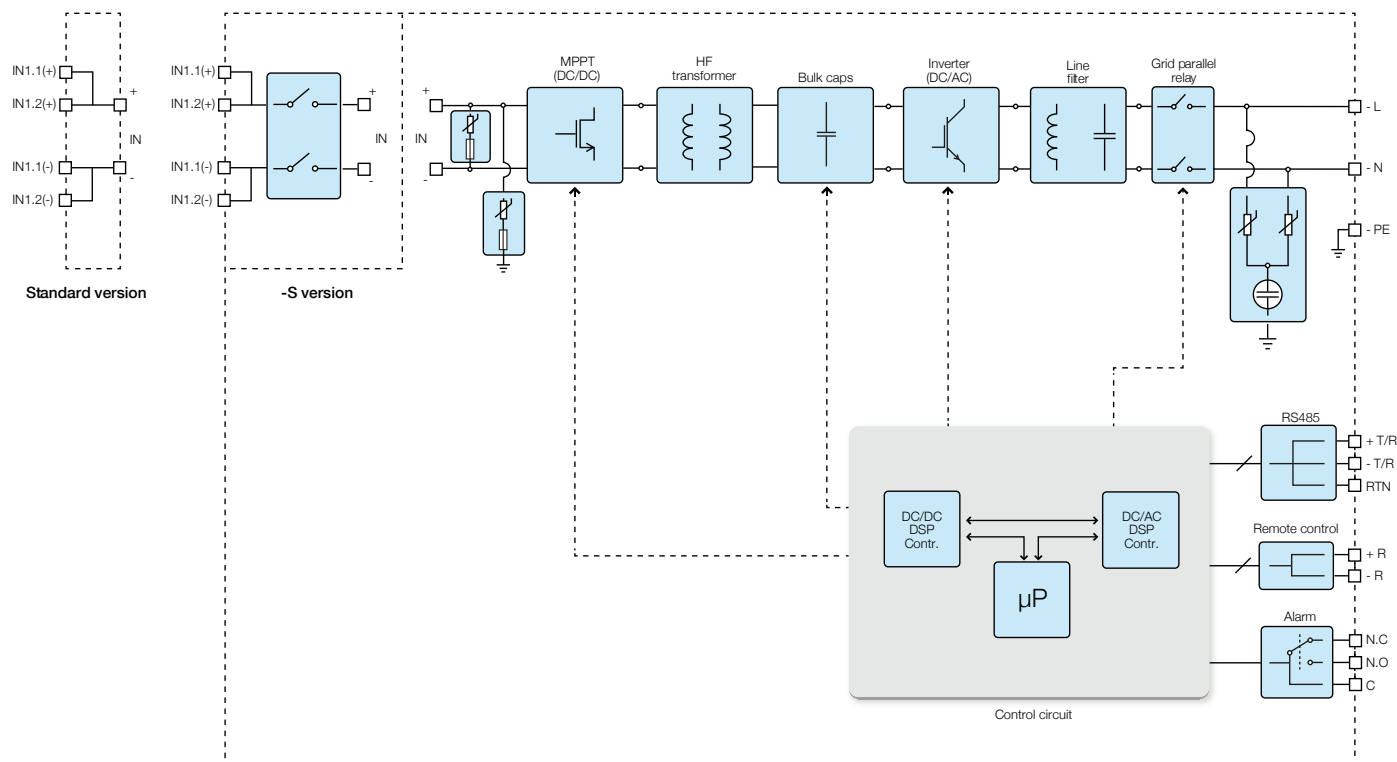 IN1.1(+)
IN1.2(+)
IN1.1(-)
IN1.2(-)
+
IN
-
Standard version
IN1.1(+)
IN1.2(+)
IN1.1(-)
IN1.2(-)
+
IN
-
-S version
+
IN
-
MPPT
(DC/DC)
HF
transformer
Bulk caps
Inverter
(DC/AC)
Line
filter
Grid parallel
relay
- L
- N
- PE
DC/DC
DSP
Contr.
DC/AC
DSP
Contr.
µP
Control circuit
RS485
+ T/R
- T/R
RTN
Remote control
+ R
- R
Alarm
N.C
N.O
C